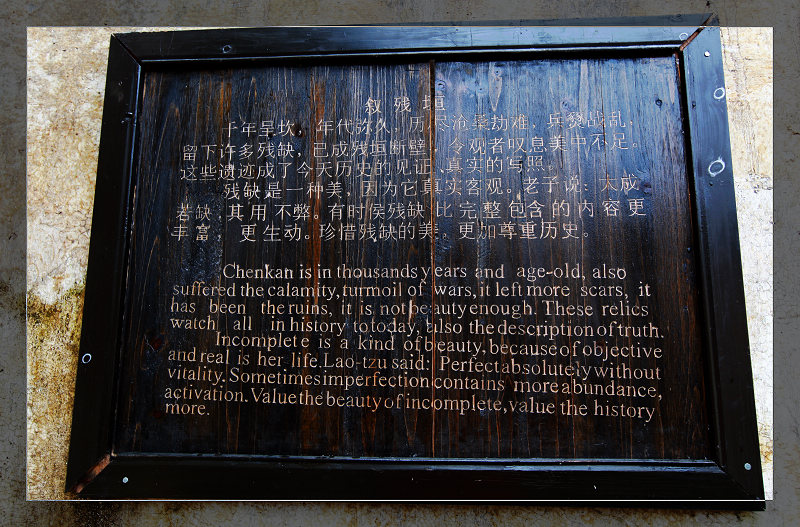 叙残垣
千年呈坎，年代弥久，历尽沧桑劫难，兵燹战乱，
留下许多残缺，已成残垣断壁，令观者叹息美中不足。
这些遗迹成了今天历史的见证、真实的写照。
残缺是一种美，因为它真实客观。老子说：大成
若缺，其用不弊。有时侯残缺比完整包含的内容更
丰富，更生动。珍惜残缺的美，更加尊重历史。
Chenkan is in thousands years and age-old, also
suffered the calamity, turmoil of wars, it left more scars, it
has been the ruins, it is not beauty enough. These relics
watch all in history to today, also the description of truth.
Incomplete is a kind of beauty, because of objective
and real is her life. Lao-tzu said: Perfect absolutely without
vitality. Sometimes imperfection contains more abundance,
activation. Value the beauty of incomplete, value the history
more.